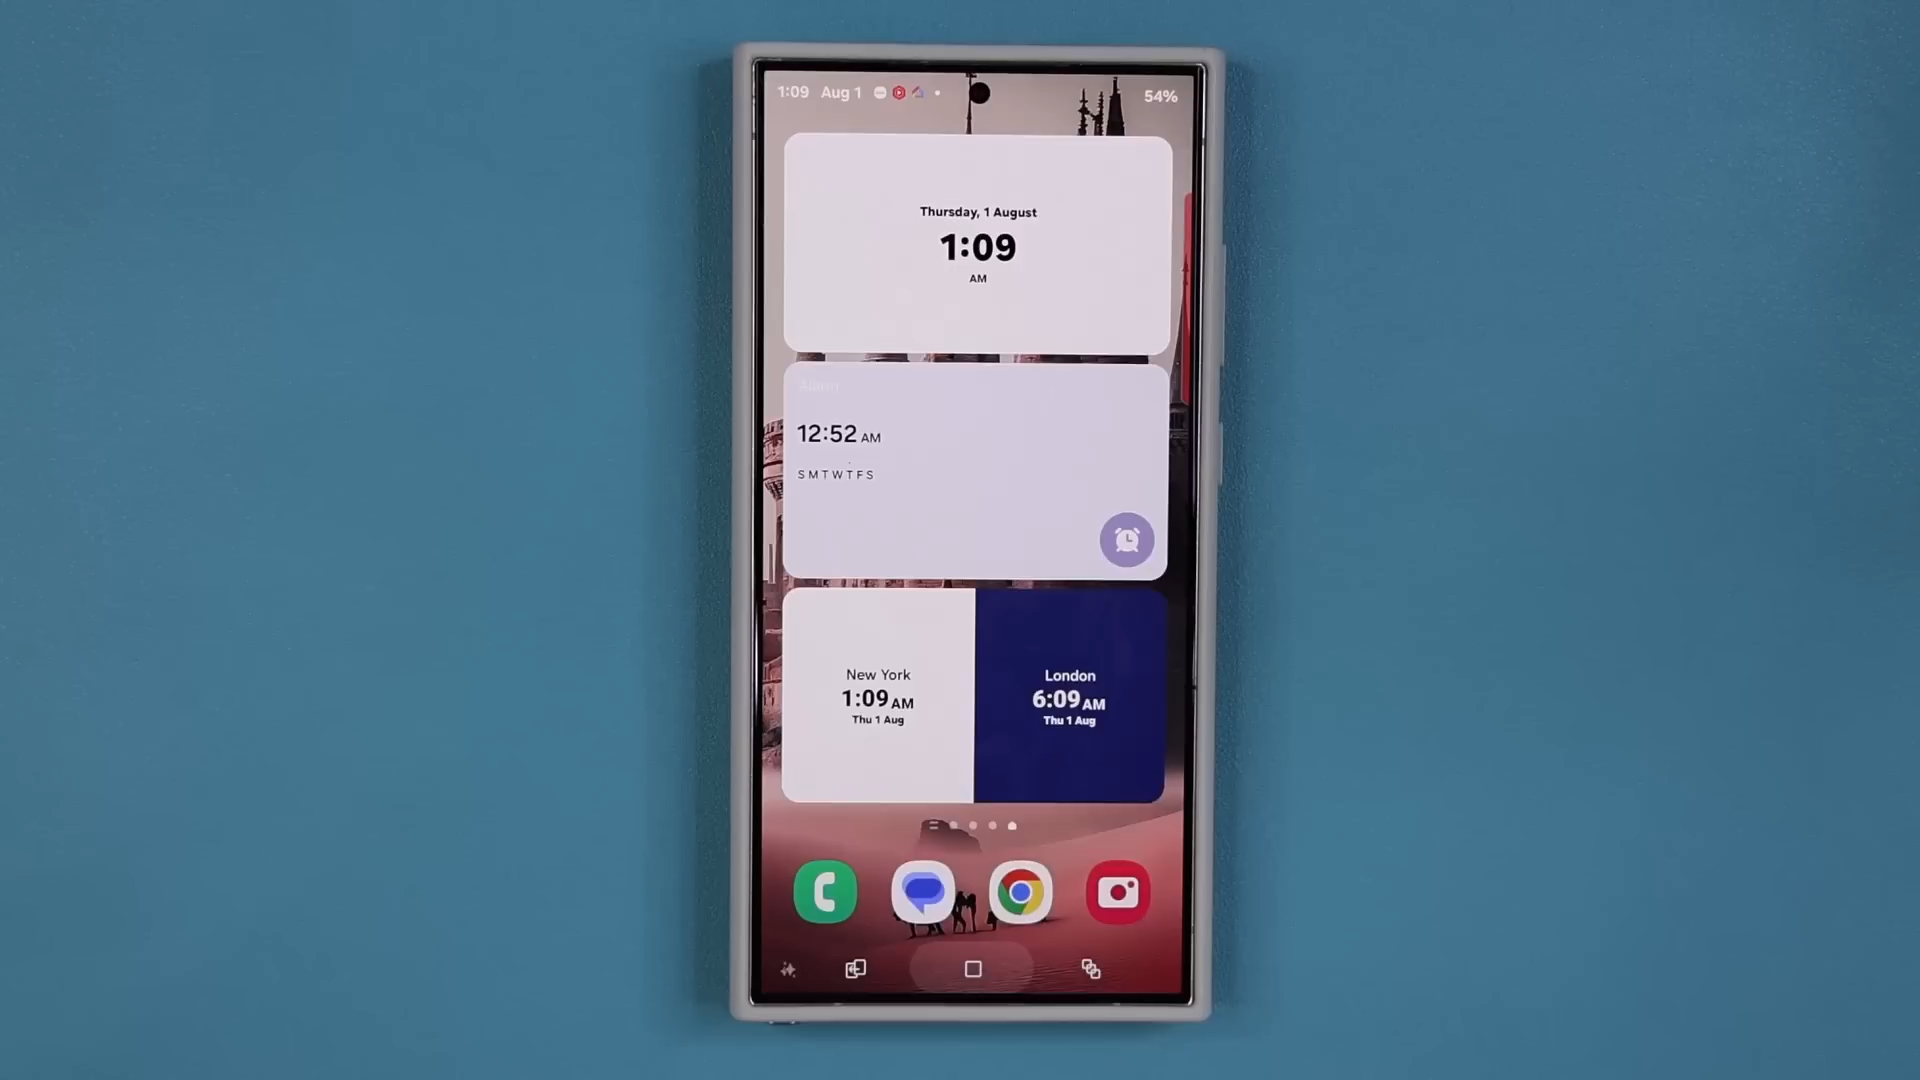 1:09 Aug 1
54%
Thursday, 1 August
1:09
AM
Alarm
12:52 AM
S M T W T F S
New York
1:09 AM
Thu 1 Aug
London
6:09 AM
Thu 1 Aug